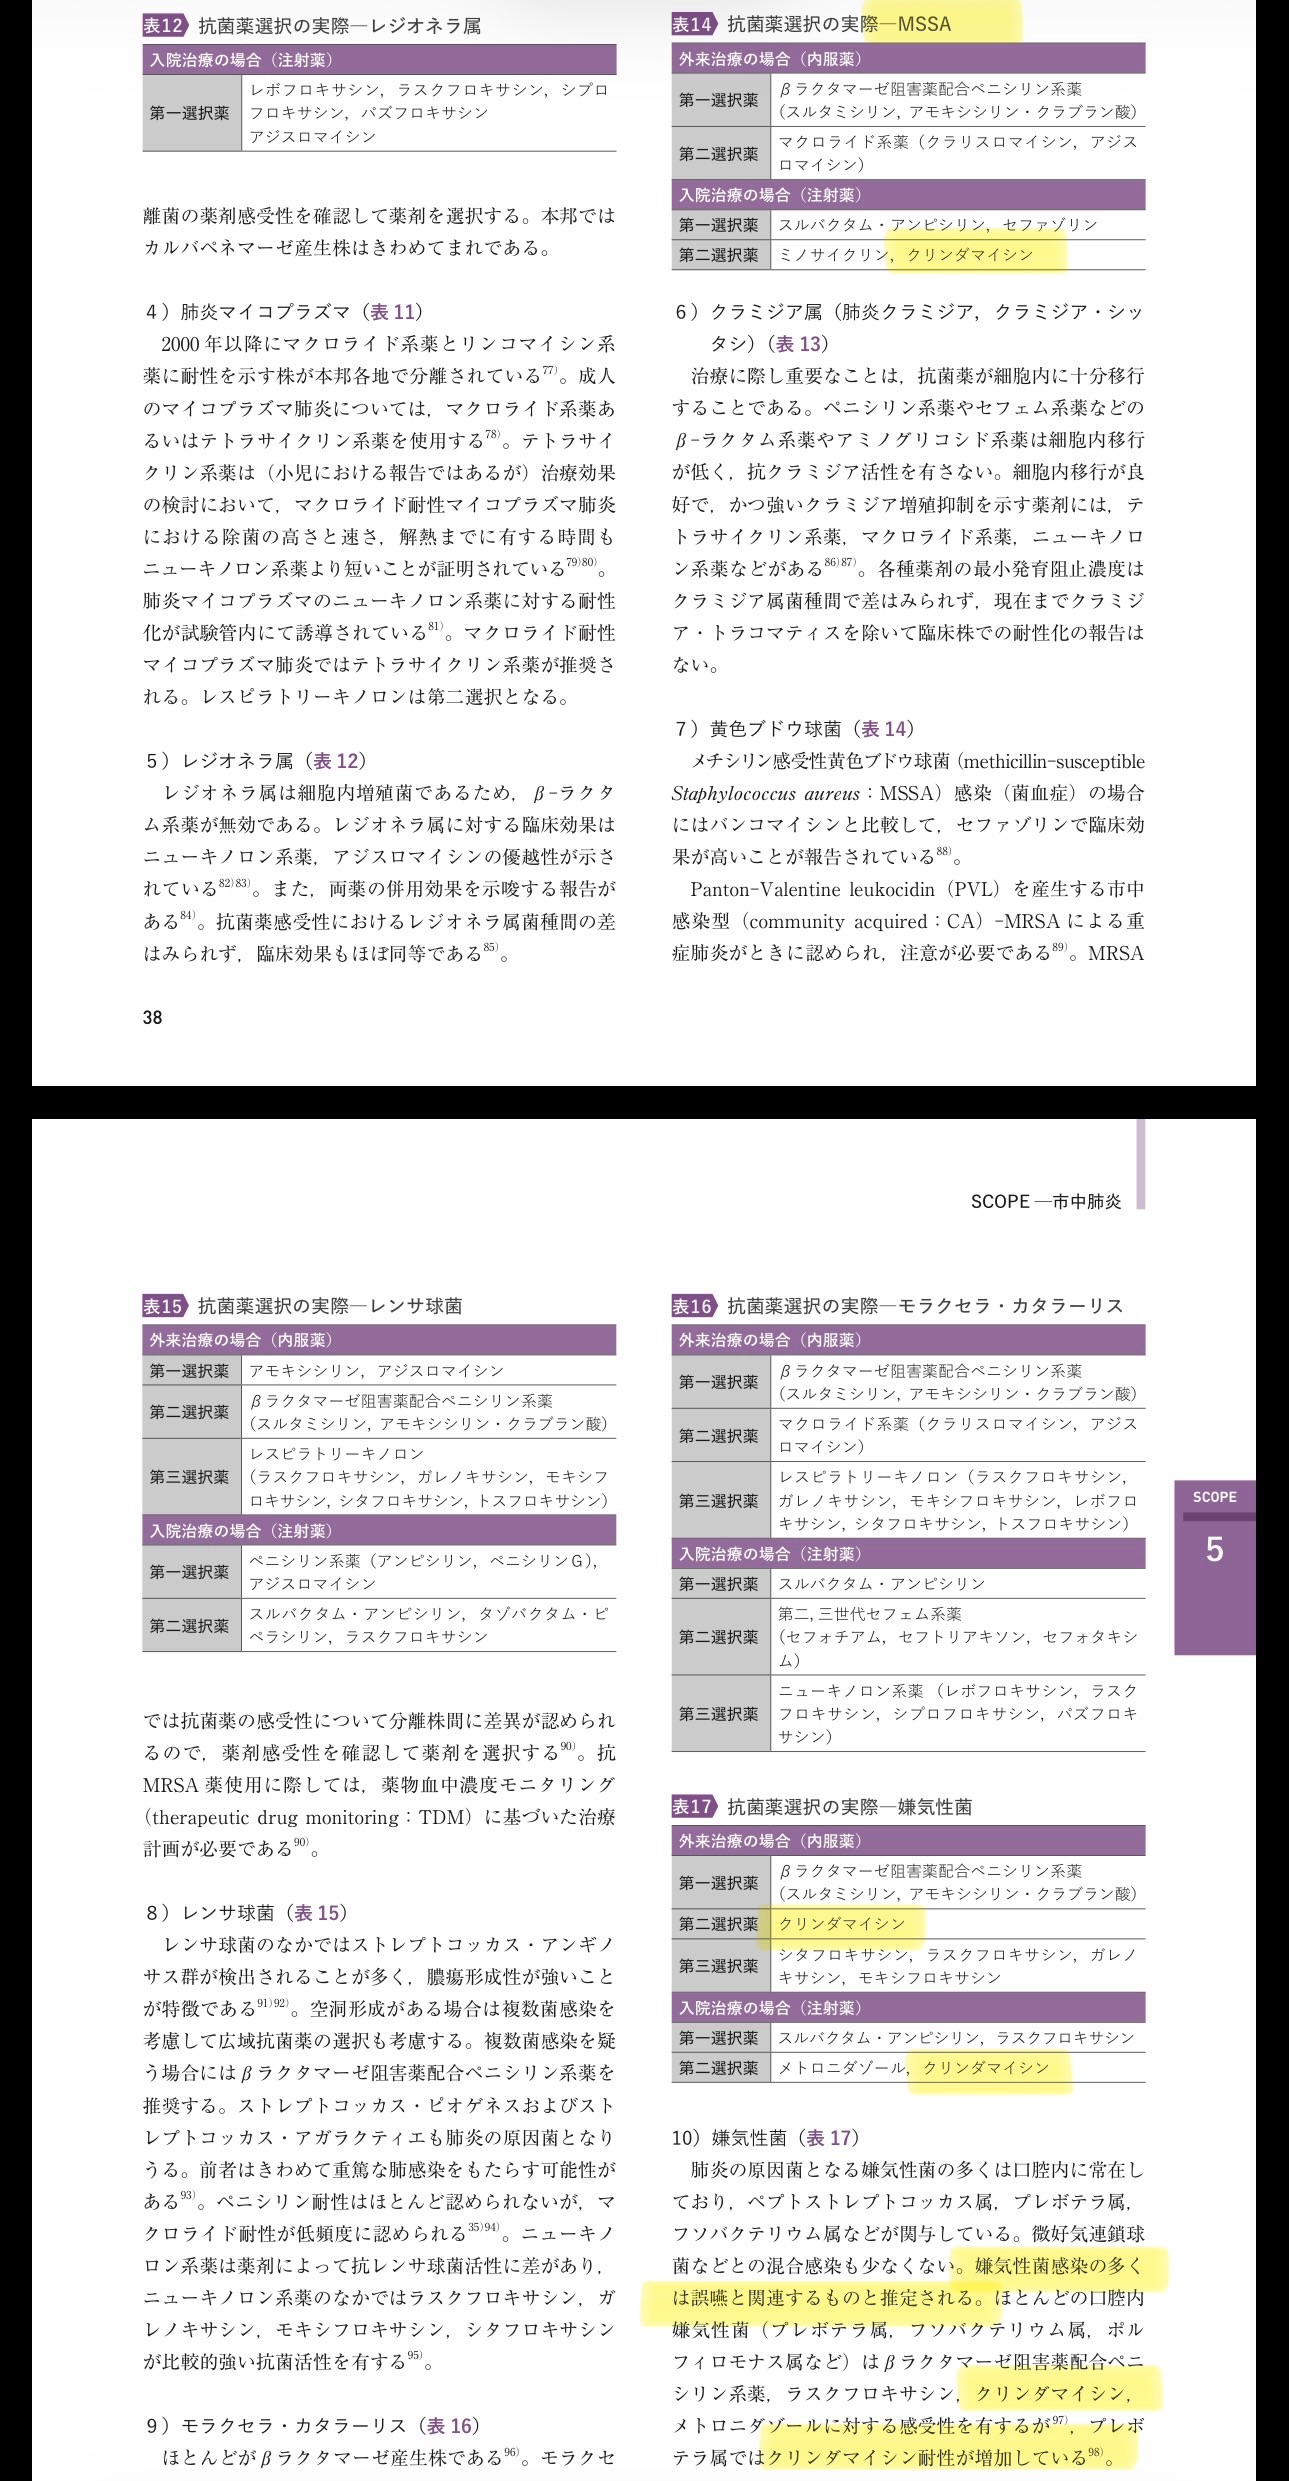 表12 抗菌薬選択の実際—レジオネラ属
入院治療の場合（注射薬）
第一選択薬
レボフロキサシン，ラスクフロキサシン，シプロ
フロキサシン，パズフロキサシン
アジスロマイシン
離菌の薬剤感受性を確認して薬剤を選択する。本邦では
カルバペネマーゼ産生株はきわめてまれである。
4）肺炎マイコプラズマ（表 11）
2000 年以降にマクロライド系薬とリンコマイシン系
薬に耐性を示す株が本邦各地で分離されている77)。成人
のマイコプラズマ肺炎については，マクロライド系薬あ
るいはテトラサイクリン系薬を使用する78)。テトラサイ
クリン系薬は（小児における報告ではあるが）治療効果
の検討において，マクロライド耐性マイコプラズマ肺炎
における除菌の高さと速さ，解熱までに有する時間も
ニューキノロン系薬より短いことが証明されている79)80)。
肺炎マイコプラズマのニューキノロン系薬に対する耐性
化が試験管内にて誘導されている81)。マクロライド耐性
マイコプラズマ肺炎ではテトラサイクリン系薬が推奨さ
れる。レスピラトリーキノロンは第二選択となる。
5）レジオネラ属（表 12）
レジオネラ属は細胞内増殖菌であるため，β-ラクタ
ム系薬が無効である。レジオネラ属に対する臨床効果は
ニューキノロン系薬，アジスロマイシンの優越性が示さ
れている82)83)。また，両薬の併用効果を示唆する報告が
ある84)。抗菌薬感受性におけるレジオネラ属菌種間の差
はみられず，臨床効果もほぼ同等である85)。
38
表14 抗菌薬選択の実際—MSSA
外来治療の場合（内服薬）
第一選択薬
βラクタマーゼ阻害薬配合ペニシリン系薬
（スルタミシリン, アモキシシリン・クラブラン酸）
第二選択薬
マクロライド系薬（クラリスロマイシン，アジス
ロマイシン）
入院治療の場合（注射薬）
第一選択薬 スルバクタム・アンピシリン，セファゾリン
第二選択薬 ミノサイクリン，クリンダマイシン
6）クラミジア属（肺炎クラミジア，クラミジア・シッ
タシ）（表 13）
治療に際し重要なことは，抗菌薬が細胞内に十分移行
することである。ペニシリン系薬やセフェム系薬などの
β-ラクタム系薬やアミノグリコシド系薬は細胞内移行
が低く，抗クラミジア活性を有さない。細胞内移行が良
好で，かつ強いクラミジア増殖抑制を示す薬剤には，テ
トラサイクリン系薬，マクロライド系薬，ニューキノロ
ン系薬などがある86)87)。各種薬剤の最小発育阻止濃度は
クラミジア属菌種間で差はみられず，現在までクラミジ
ア・トラコマティスを除いて臨床株での耐性化の報告は
ない。
7）黄色ブドウ球菌（表 14）
メチシリン感受性黄色ブドウ球菌（methicillin-susceptible
Staphylococcus aureus：MSSA）感染（菌血症）の場合
にはバンコマイシンと比較して，セファゾリンで臨床効
果が高いことが報告されている88)。
Panton-Valentine leukocidin（PVL）を産生する市中
感染型（community acquired：CA）-MRSA による重
症肺炎がときに認められ，注意が必要である89)。MRSA
SCOPE —市中肺炎
表15 抗菌薬選択の実際—レンサ球菌
外来治療の場合（内服薬）
第一選択薬 アモキシシリン，アジスロマイシン
第二選択薬
βラクタマーゼ阻害薬配合ペニシリン系薬
（スルタミシリン, アモキシシリン・クラブラン酸）
第三選択薬
レスピラトリーキノロン
（ラスクフロキサシン，ガレノキサシン，モキシフ
ロキサシン, シタフロキサシン, トスフロキサシン）
入院治療の場合（注射薬）
第一選択薬
ペニシリン系薬（アンピシリン，ペニシリンG），
アジスロマイシン
第二選択薬
スルバクタム・アンピシリン，タゾバクタム・ピ
ペラシリン，ラスクフロキサシン
では抗菌薬の感受性について分離株間に差異が認められ
るので，薬剤感受性を確認して薬剤を選択する90)。抗
MRSA 薬使用に際しては，薬物血中濃度モニタリング
（therapeutic drug monitoring：TDM）に基づいた治療
計画が必要である90)。
8）レンサ球菌（表 15）
レンサ球菌のなかではストレプトコッカス・アンギノ
サス群が検出されることが多く，膿瘍形成性が強いこと
が特徴である91)92)。空洞形成がある場合は複数菌感染を
考慮して広域抗菌薬の選択も考慮する。複数菌感染を疑
う場合にはβラクタマーゼ阻害薬配合ペニシリン系薬を
推奨する。ストレプトコッカス・ピオゲネスおよびスト
レプトコッカス・アガラクティエも肺炎の原因菌となり
うる。前者はきわめて重篤な肺感染をもたらす可能性が
ある93)。ペニシリン耐性はほとんど認められないが，マ
クロライド耐性が低頻度に認められる35)94)。ニューキノ
ロン系薬は薬剤によって抗レンサ球菌活性に差があり，
ニューキノロン系薬のなかではラスクフロキサシン，ガ
レノキサシン，モキシフロキサシン，シタフロキサシン
が比較的強い抗菌活性を有する95)。
9）モラクセラ・カタラーリス（表 16）
ほとんどがβラクタマーゼ産生株である96)。モラクセ
表16 抗菌薬選択の実際—モラクセラ・カタラーリス
外来治療の場合（内服薬）
第一選択薬
βラクタマーゼ阻害薬配合ペニシリン系薬
（スルタミシリン, アモキシシリン・クラブラン酸）
第二選択薬
マクロライド系薬（クラリスロマイシン，アジス
ロマイシン）
第三選択薬
レスピラトリーキノロン（ラスクフロキサシン，
ガレノキサシン，モキシフロキサシン，レボフロ
キサシン, シタフロキサシン, トスフロキサシン）
入院治療の場合（注射薬）
第一選択薬 スルバクタム・アンピシリン
第二選択薬
第二, 三世代セフェム系薬
（セフォチアム，セフトリアキソン，セフォタキシ
ム）
第三選択薬
ニューキノロン系薬 （レボフロキサシン，ラスク
フロキサシン，シプロフロキサシン，パズフロキ
サシン）
SCOPE
5
表17 抗菌薬選択の実際—嫌気性菌
外来治療の場合（内服薬）
第一選択薬
βラクタマーゼ阻害薬配合ペニシリン系薬
（スルタミシリン, アモキシシリン・クラブラン酸）
第二選択薬 クリンダマイシン
第三選択薬
シタフロキサシン，ラスクフロキサシン，ガレノ
キサシン，モキシフロキサシン
入院治療の場合（注射薬）
第一選択薬 スルバクタム・アンピシリン，ラスクフロキサシン
第二選択薬 メトロニダゾール，クリンダマイシン
10）嫌気性菌（表 17）
肺炎の原因菌となる嫌気性菌の多くは口腔内に常在し
ており，ペプトストレプトコッカス属，プレボテラ属，
フソバクテリウム属などが関与している。微好気連鎖球
菌などとの混合感染も少なくない。嫌気性菌感染の多く
は誤嚥と関連するものと推定される。ほとんどの口腔内
嫌気性菌（プレボテラ属，フソバクテリウム属，ポル
フィロモナス属など）はβラクタマーゼ阻害薬配合ペニ
シリン系薬，ラスクフロキサシン，クリンダマイシン，
メトロニダゾールに対する感受性を有するが97)，プレボ
テラ属ではクリンダマイシン耐性が増加している98)。